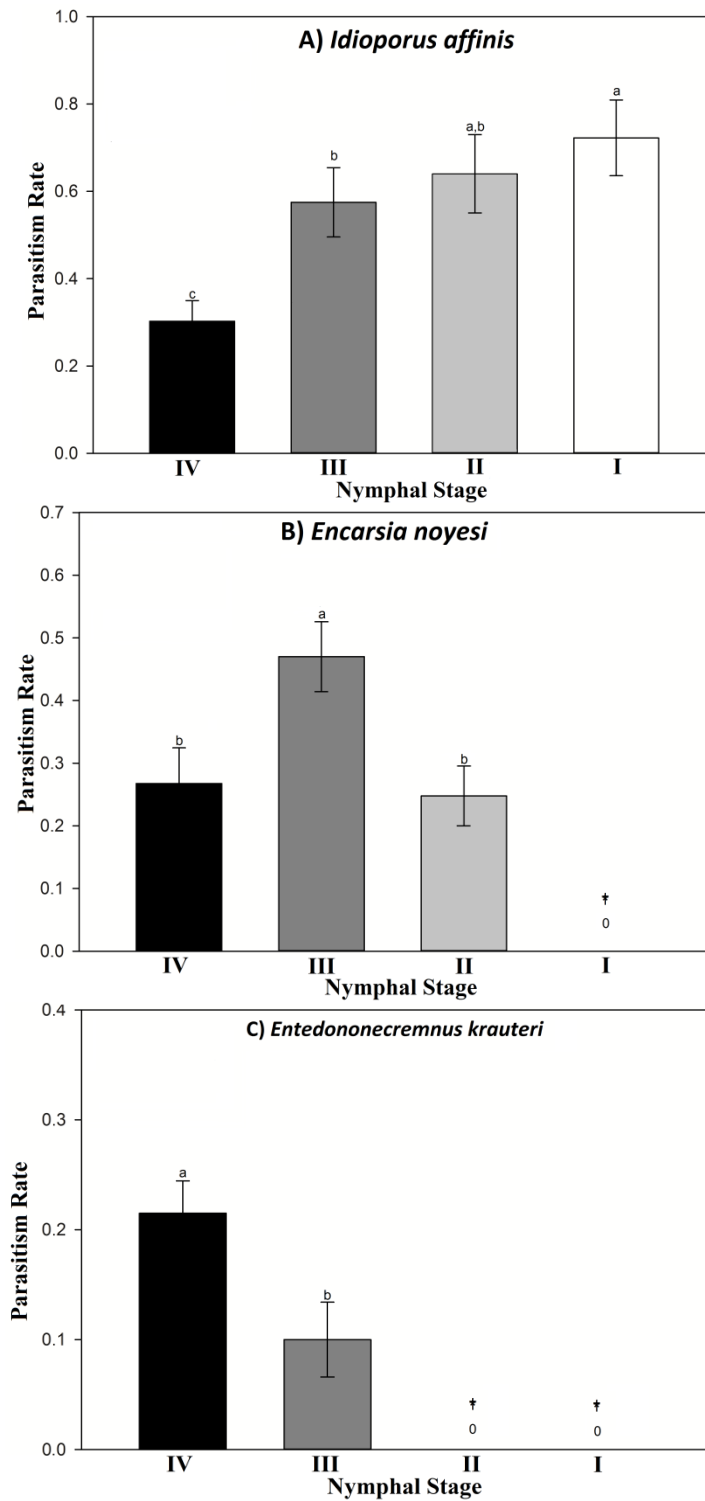 A) Idioporus affinis
Parasitism Rate
1.0
0.8
0.6
0.4
0.2
0.0
c
b
a,b
a
IV III II I
Nymphal Stage
B) Encarsia noyesi
Parasitism Rate
0.7
0.6
0.5
0.4
0.3
0.2
0.1
0.0
b
a
b
†
0
IV III II I
Nymphal Stage
C) Entedononecremnus krauteri
Parasitism Rate
0.4
0.3
0.2
0.1
0.0
a
b
† †
0 0
IV III II I
Nymphal Stage